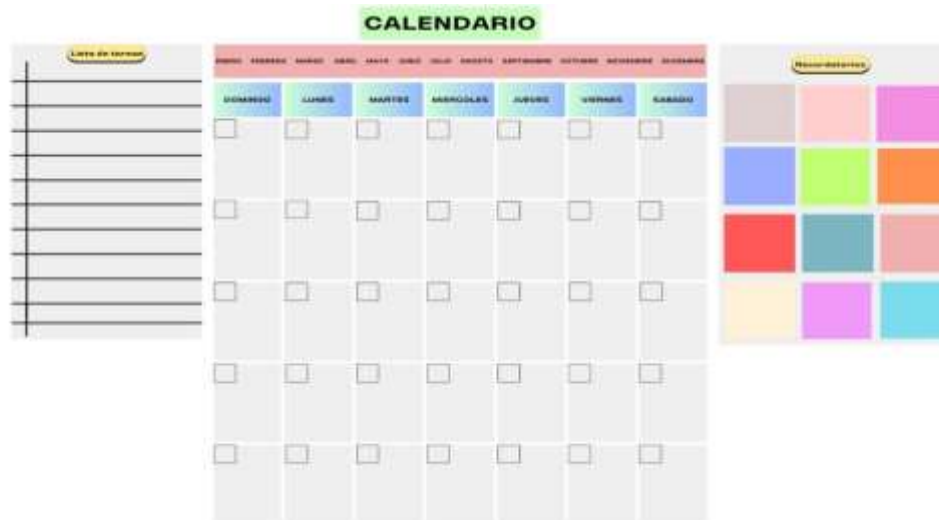 CALENDARIO
Lista de tareas
ENERO FEBRERO MARZO ABRIL MAYO JUNIO JULIO AGOSTO SEPTIEMBRE OCTUBRE NOVIEMBRE DICIEMBRE
Recordatorios
DOMINGO LUNES MARTES MIERCOLES JUEVES VIERNES SABADO